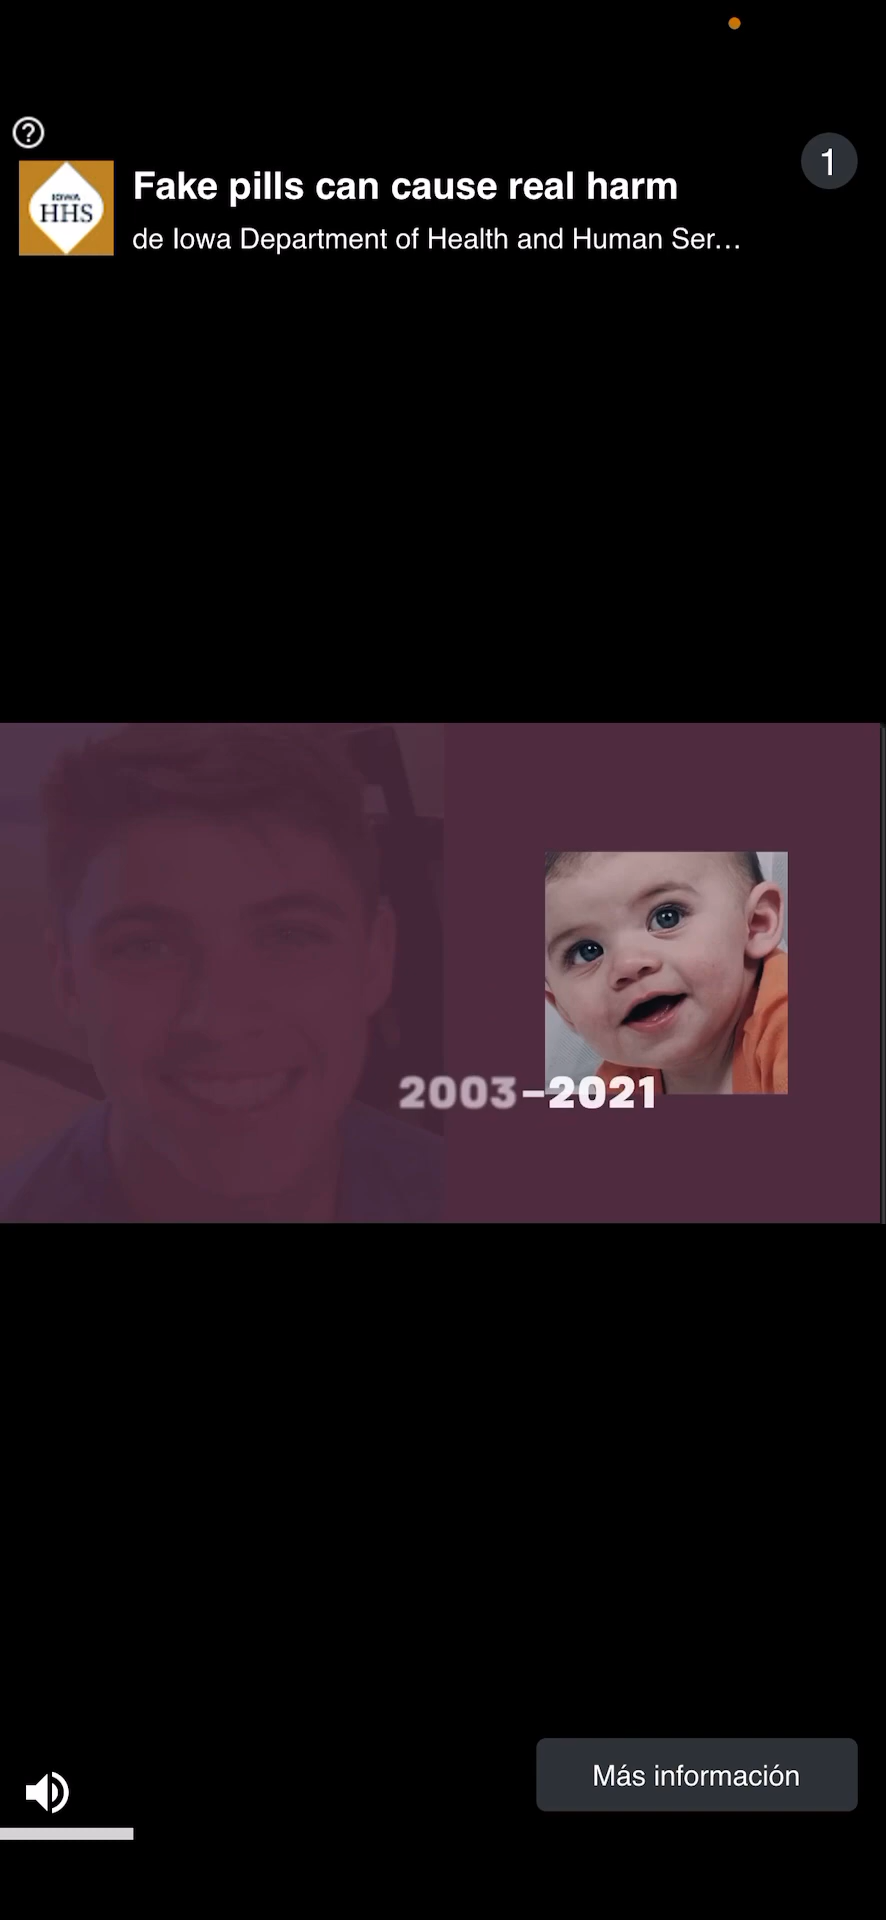 IOWA
HHS
Fake pills can cause real harm
de Iowa Department of Health and Human Ser...
1
2003–2021
Más información